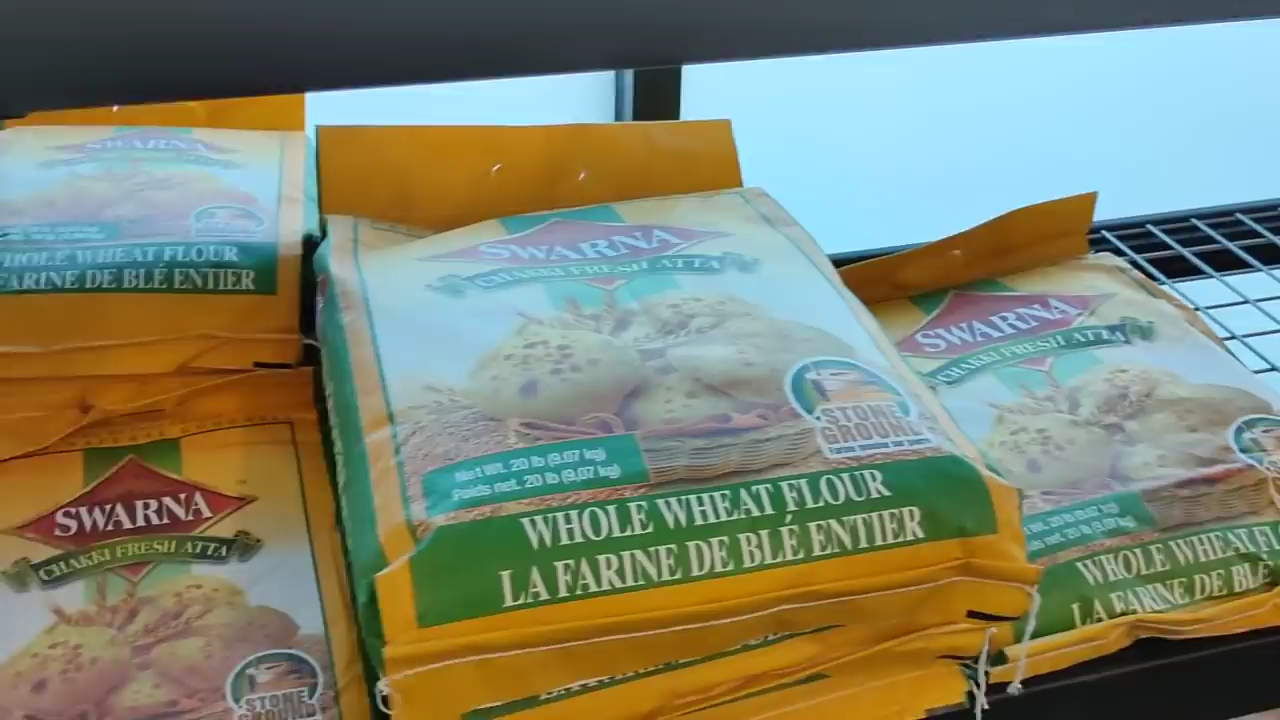 SWARNA
WHOLE WHEAT FLOUR
FARINE DE BLÉ ENTIER
SWARNA
CHAKKI FRESH ATTA
STONE
GROUND
SWARNA
CHAKKI FRESH ATTA
STONE
GROUND
Net Wt. 20 lb (9.07 kg)
Poids net. 20 lb (9,07 kg)
WHOLE WHEAT FLOUR
LA FARINE DE BLÉ ENTIER
SWARNA
CHAKKI FRESH ATTA
WHOLE WHEAT FL
LA FARINE DE BLÉ